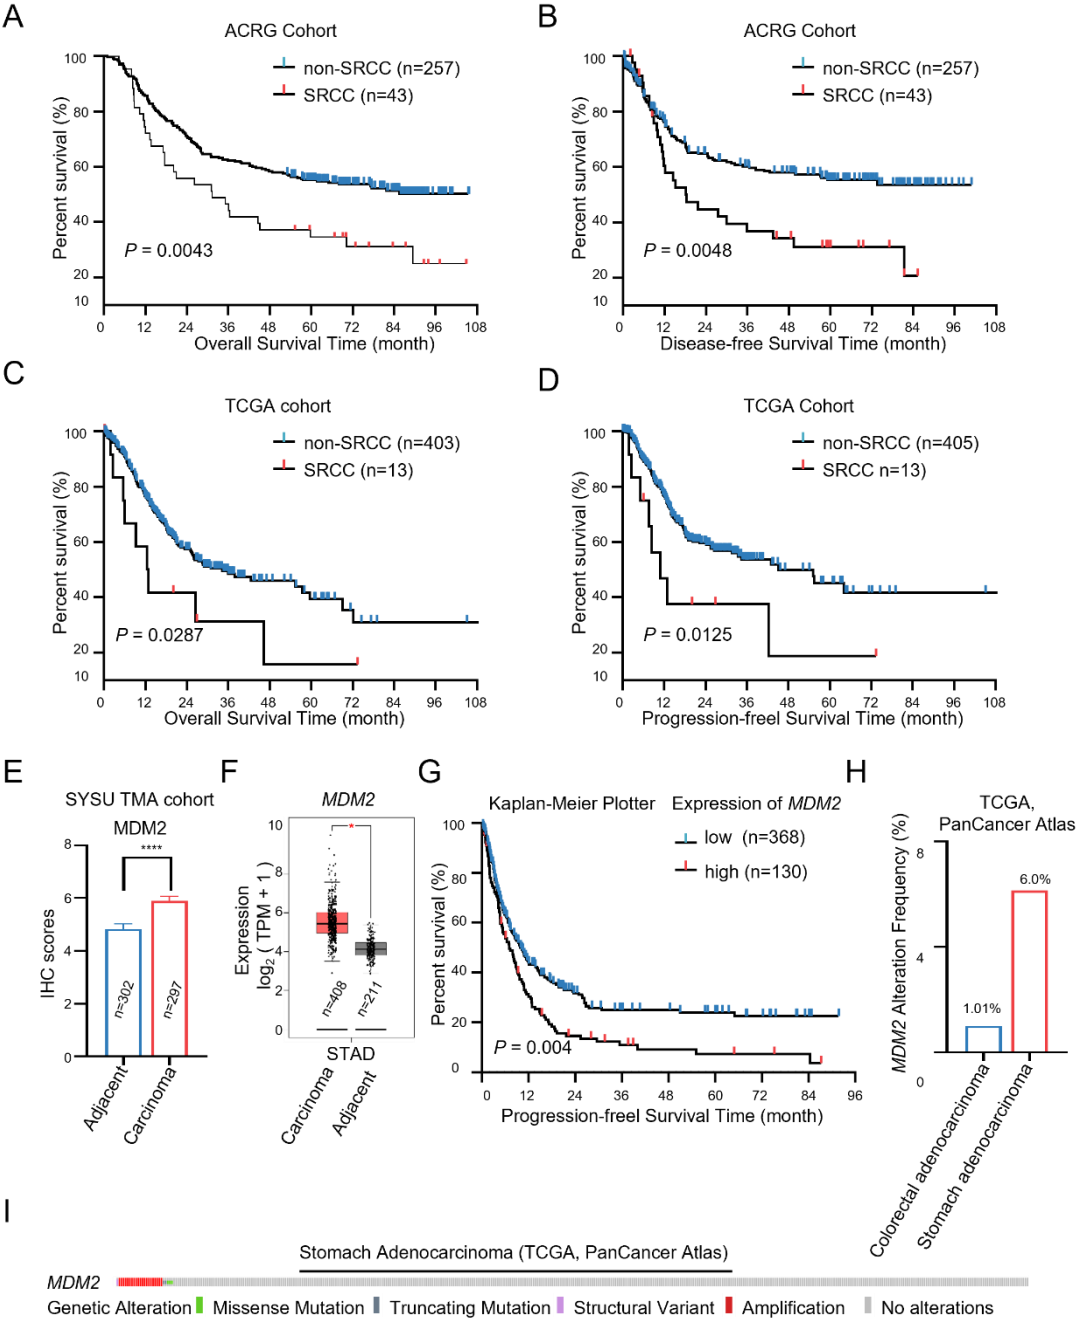 A
ACRG Cohort
non-SRCC (n=257)
SRCC (n=43)
Percent survival (%)
100
80
60
40
20
10
P = 0.0043
0 12 24 36 48 60 72 84 96 108
Overall Survival Time (month)
B
ACRG Cohort
non-SRCC (n=257)
SRCC (n=43)
Percent survival (%)
100
80
60
40
20
10
P = 0.0048
0 12 24 36 48 60 72 84 96 108
Disease-free Survival Time (month)
C
TCGA cohort
non-SRCC (n=403)
SRCC (n=13)
Percent survival (%)
100
80
60
40
20
10
P = 0.0287
0 12 24 36 48 60 72 84 96 108
Overall Survival Time (month)
D
TCGA Cohort
non-SRCC (n=405)
SRCC n=13)
Percent survival (%)
100
80
60
40
20
10
P = 0.0125
0 12 24 36 48 60 72 84 96 108
Progression-freel Survival Time (month)
E
SYSU TMA cohort
MDM2
****
IHC scores
8
6
4
2
0
n=302
n=297
Adjacent
Carcinoma
F
MDM2
*
Expression
log2 ( TPM + 1 )
10
8
6
4
2
0
n=408
n=211
STAD
Carcinoma
Adjacent
G
Kaplan-Meier Plotter
Expression of MDM2
low (n=368)
high (n=130)
Percent survival (%)
100
80
60
40
20
0
P = 0.004
0 12 24 36 48 60 72 84 96
Progression-freel Survival Time (month)
H
TCGA,
PanCancer Atlas
MDM2 Alteration Frequency (%)
8
4
0
1.01%
6.0%
Colorectal adenocarcinoma
Stomach adenocarcinoma
I
Stomach Adenocarcinoma (TCGA, PanCancer Atlas)
MDM2
Genetic Alteration Missense Mutation Truncating Mutation Structural Variant Amplification No alterations